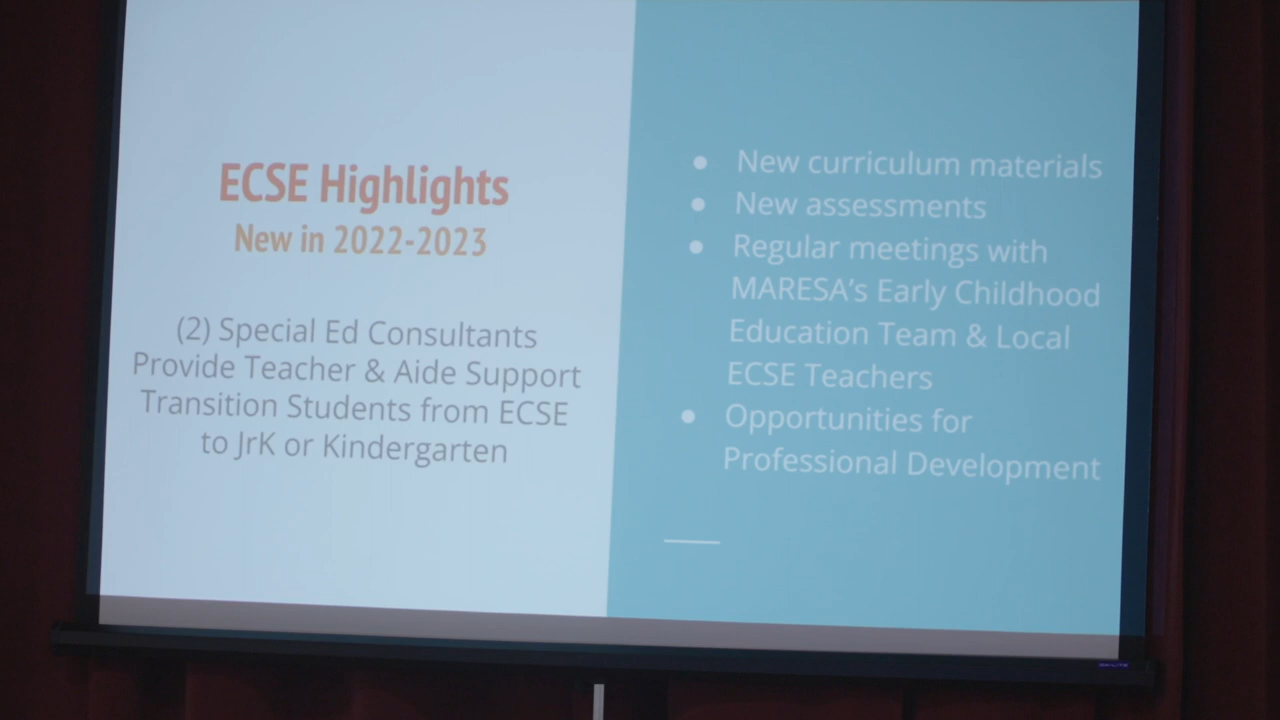 ECSE Highlights
New in 2022-2023
(2) Special Ed Consultants
Provide Teacher & Aide Support
Transition Students from ECSE
to JrK or Kindergarten
● New curriculum materials
● New assessments
● Regular meetings with
MARESA's Early Childhood
Education Team & Local
ECSE Teachers
● Opportunities for
Professional Development
DA-LITE